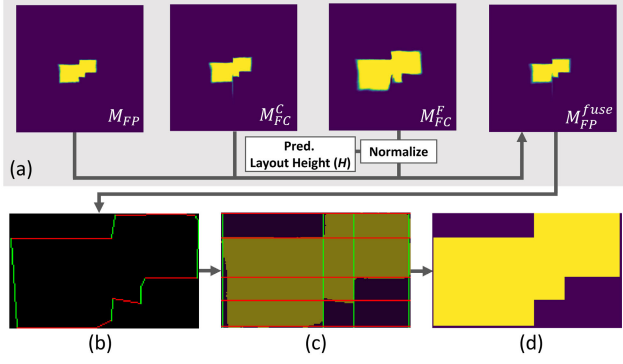 M_FP
M_FC^C
M_FC^F
M_FP^fuse
(a)
Pred.
Layout Height (H)
Normalize
(b)
(c)
(d)